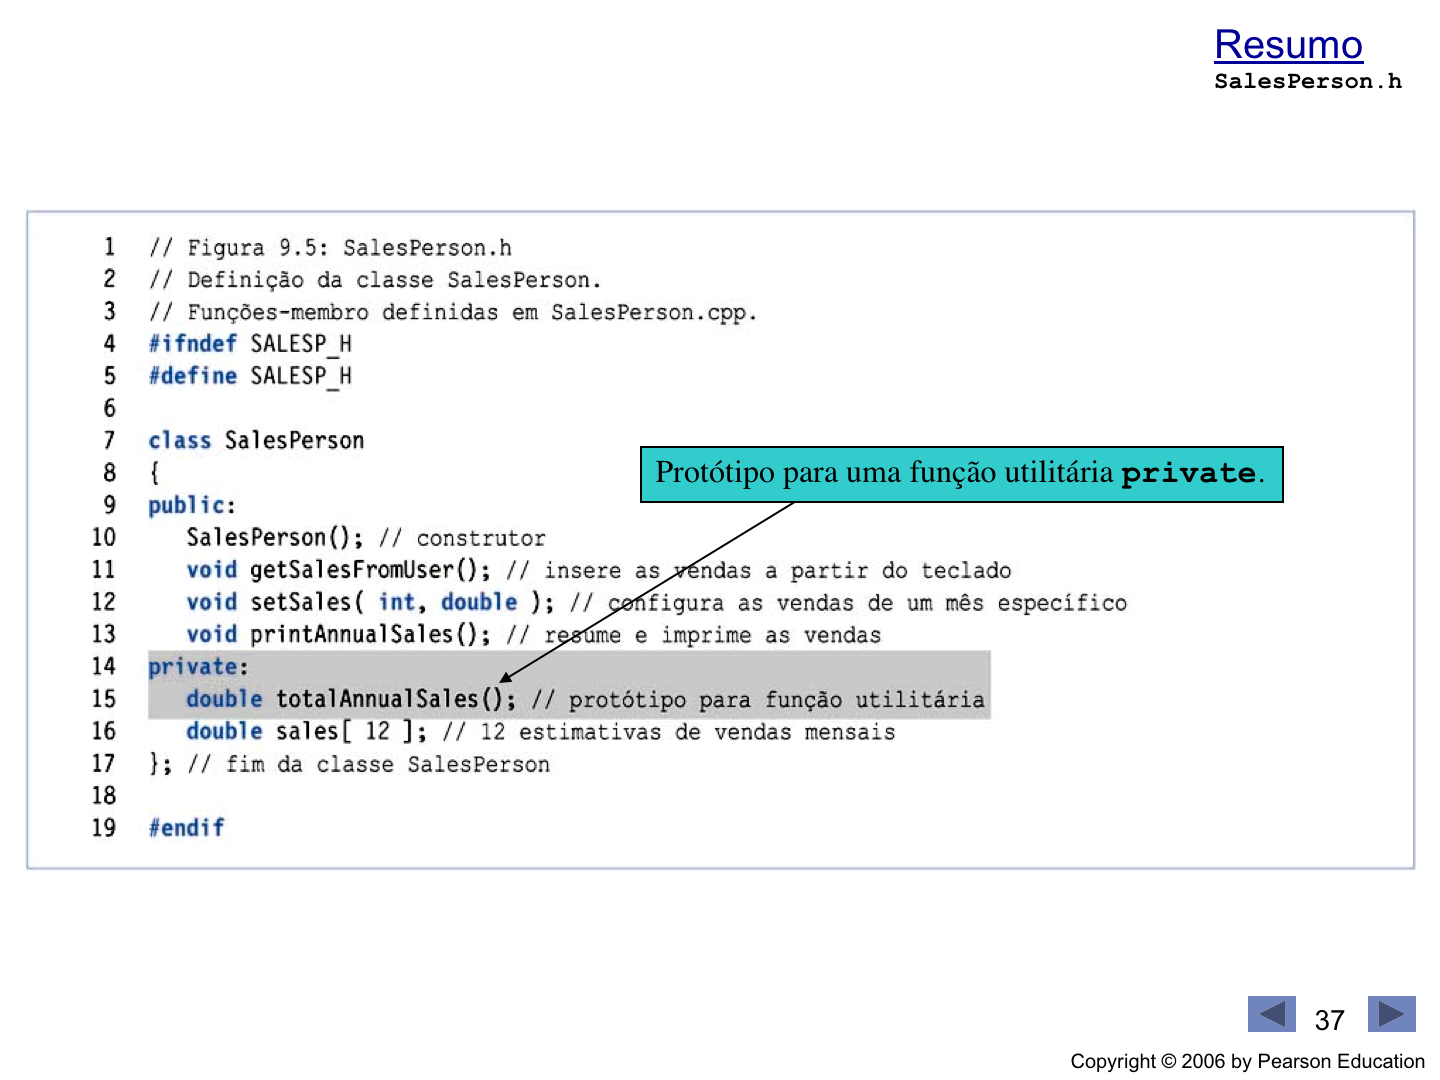 Resumo
SalesPerson.h
1 // Figura 9.5: SalesPerson.h
2 // Definição da classe SalesPerson.
3 // Funções-membro definidas em SalesPerson.cpp.
4 #ifndef SALESP_H
5 #define SALESP_H
6
7 class SalesPerson
8 {
Protótipo para uma função utilitária private.
9 public:
10 SalesPerson(); // construtor
11 void getSalesFromUser(); // insere as vendas a partir do teclado
12 void setSales( int, double ); // configura as vendas de um mês específico
13 void printAnnualSales(); // resume e imprime as vendas
14 private:
15 double totalAnnualSales(); // protótipo para função utilitária
16 double sales[ 12 ]; // 12 estimativas de vendas mensais
17 }; // fim da classe SalesPerson
18
19 #endif
37
Copyright © 2006 by Pearson Education